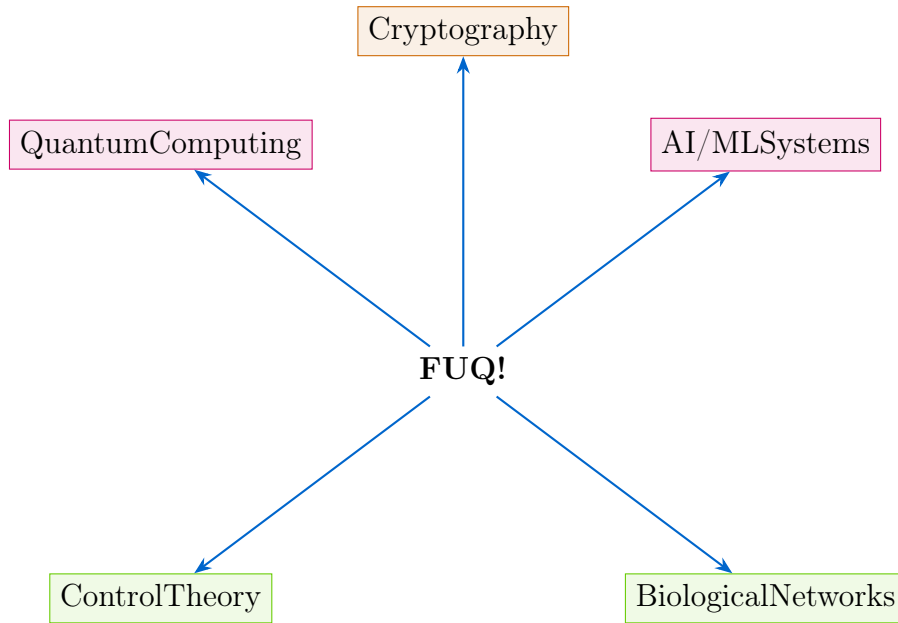 Cryptography
QuantumComputing
AI/MLSystems
FUQ!
ControlTheory
BiologicalNetworks